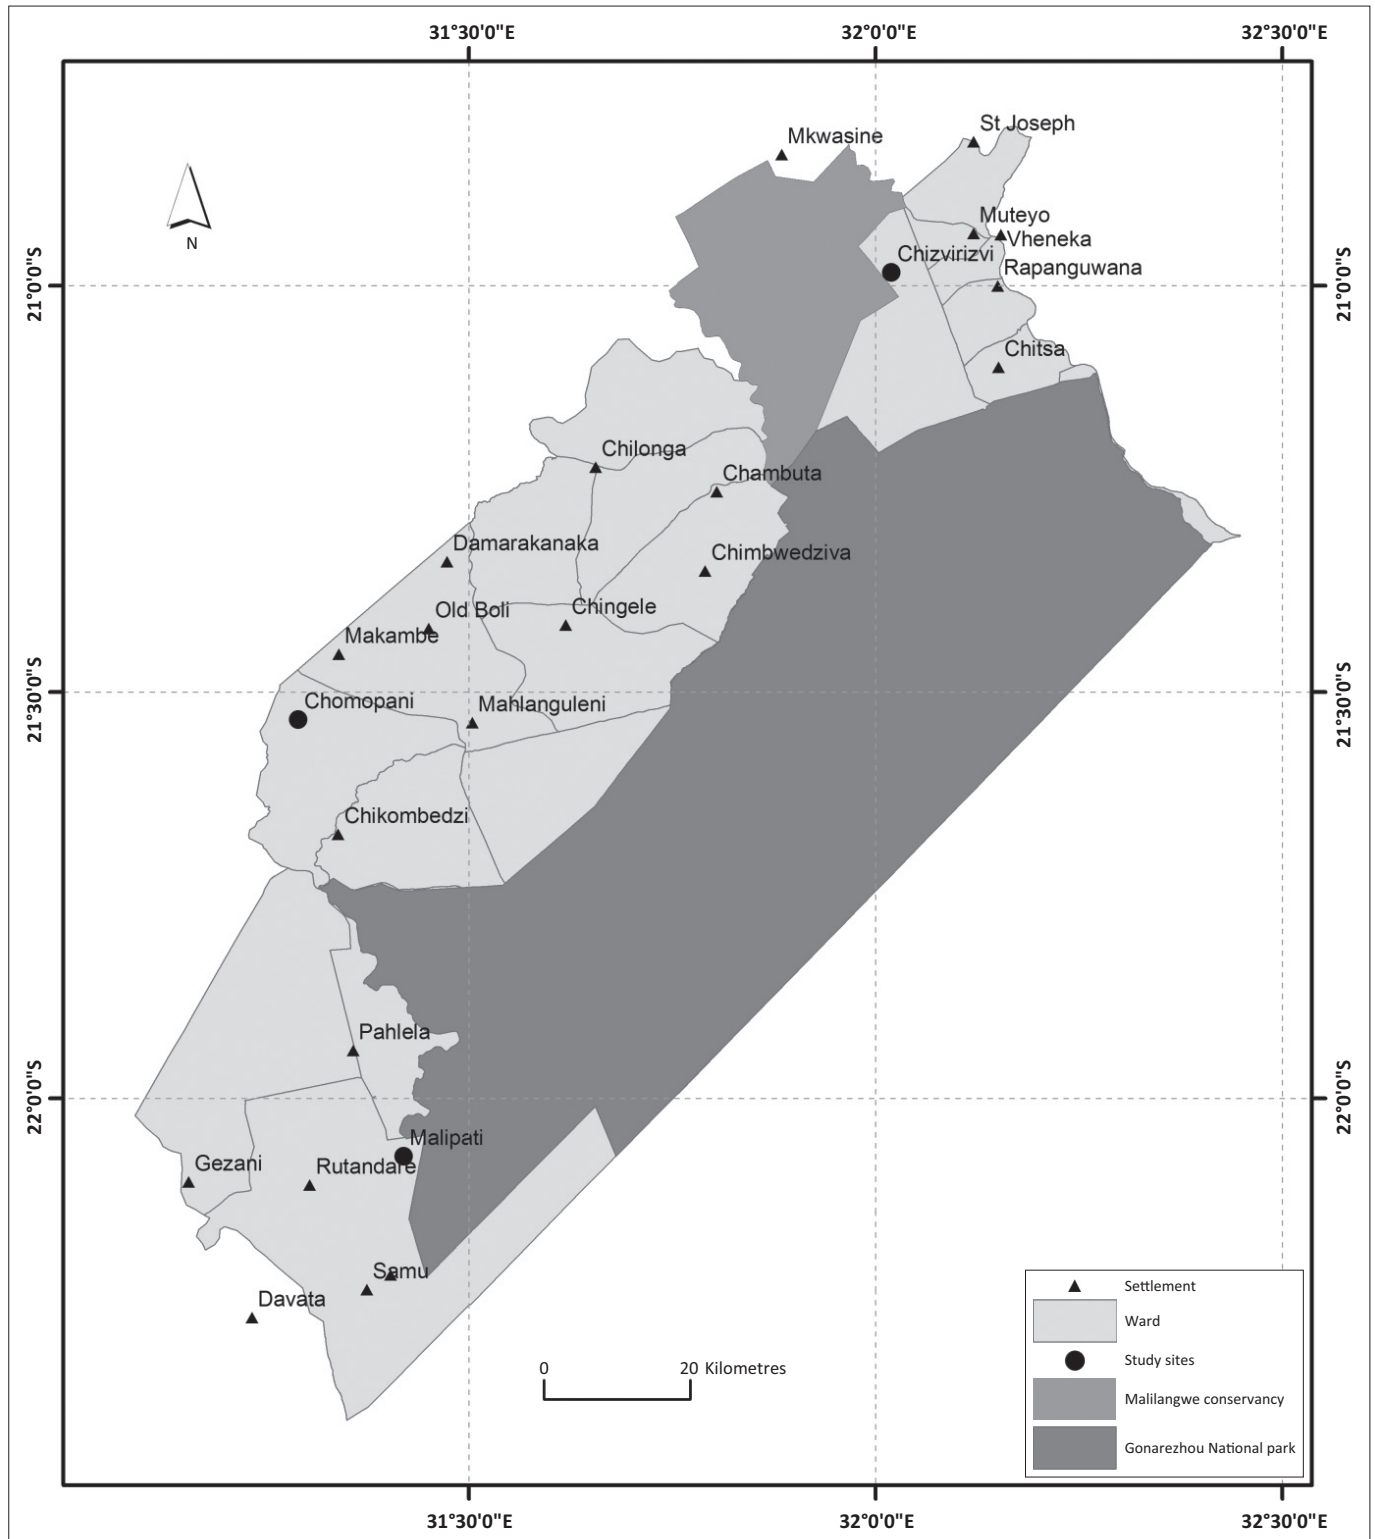 31°30'0"E 32°0'0"E 32°30'0"E
St Joseph
Mkwasine
Muteyo
N
Vheneka
Chizvirizvi
Rapanguwana
21°0'0"S 21°0'0"S
Chitsa
Chilonga
Chambuta
Damarakanaka
Chimbwedziva
Old Boli
Chingele
Makambe
Chomopani
Mahlanguleni
21°30'0"S 21°30'0"S
Chikombedzi
Pahlela
22°0'0"S 22°0'0"S
Malipati
Gezani
Rutandare
Samu
Davata
0 20 Kilometres
Settlement
Ward
Study sites
Malilangwe conservancy
Gonarezhou National park
31°30'0"E 32°0'0"E 32°30'0"E